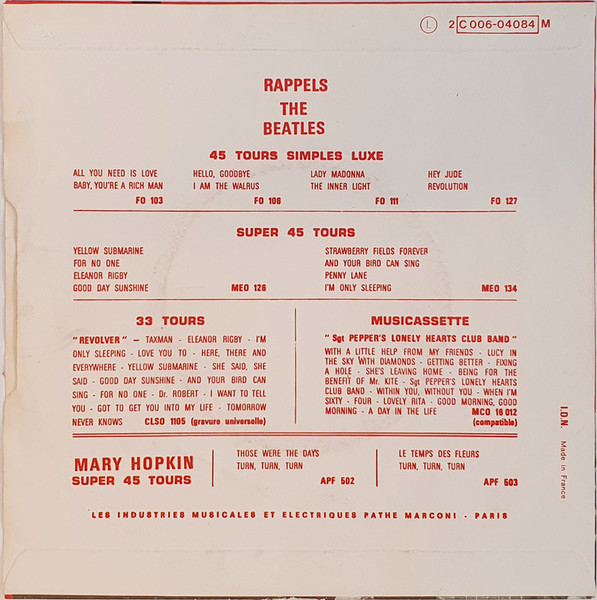 Ⓛ 2 C 006-04084 M
RAPPELS
THE
BEATLES
45 TOURS SIMPLES LUXE
ALL YOU NEED IS LOVE
BABY, YOU'RE A RICH MAN
FO 103
HELLO, GOODBYE
I AM THE WALRUS
FO 106
LADY MADONNA
THE INNER LIGHT
FO 111
HEY JUDE
REVOLUTION
FO 127
SUPER 45 TOURS
YELLOW SUBMARINE
FOR NO ONE
ELEANOR RIGBY
GOOD DAY SUNSHINE MEO 126
STRAWBERRY FIELDS FOREVER
AND YOUR BIRD CAN SING
PENNY LANE
I'M ONLY SLEEPING MEO 134
33 TOURS
"REVOLVER" – TAXMAN - ELEANOR RIGBY - I'M
ONLY SLEEPING - LOVE YOU TO - HERE, THERE AND
EVERYWHERE - YELLOW SUBMARINE - SHE SAID, SHE
SAID - GOOD DAY SUNSHINE - AND YOUR BIRD CAN
SING - FOR NO ONE - Dr. ROBERT - I WANT TO TELL
YOU - GOT TO GET YOU INTO MY LIFE - TOMORROW
NEVER KNOWS CLSO 1105 (gravure universelle)
MUSICASSETTE
"Sgt PEPPER'S LONELY HEARTS CLUB BAND"
WITH A LITTLE HELP FROM MY FRIENDS - LUCY IN
THE SKY WITH DIAMONDS - GETTING BETTER - FIXING
A HOLE - SHE'S LEAVING HOME - BEING FOR THE
BENEFIT OF Mr. KITE - Sgt PEPPER'S LONELY HEARTS
CLUB BAND - WITHIN YOU, WITHOUT YOU - WHEN I'M
SIXTY - FOUR - LOVELY RITA - GOOD MORNING, GOOD
MORNING - A DAY IN THE LIFE MCO 16 012
(compatible)
MARY HOPKIN
SUPER 45 TOURS
THOSE WERE THE DAYS
TURN, TURN, TURN
APF 502
LE TEMPS DES FLEURS
TURN, TURN, TURN
APF 503
LES INDUSTRIES MUSICALES ET ELECTRIQUES PATHE MARCONI - PARIS
I.D.N. Made in France